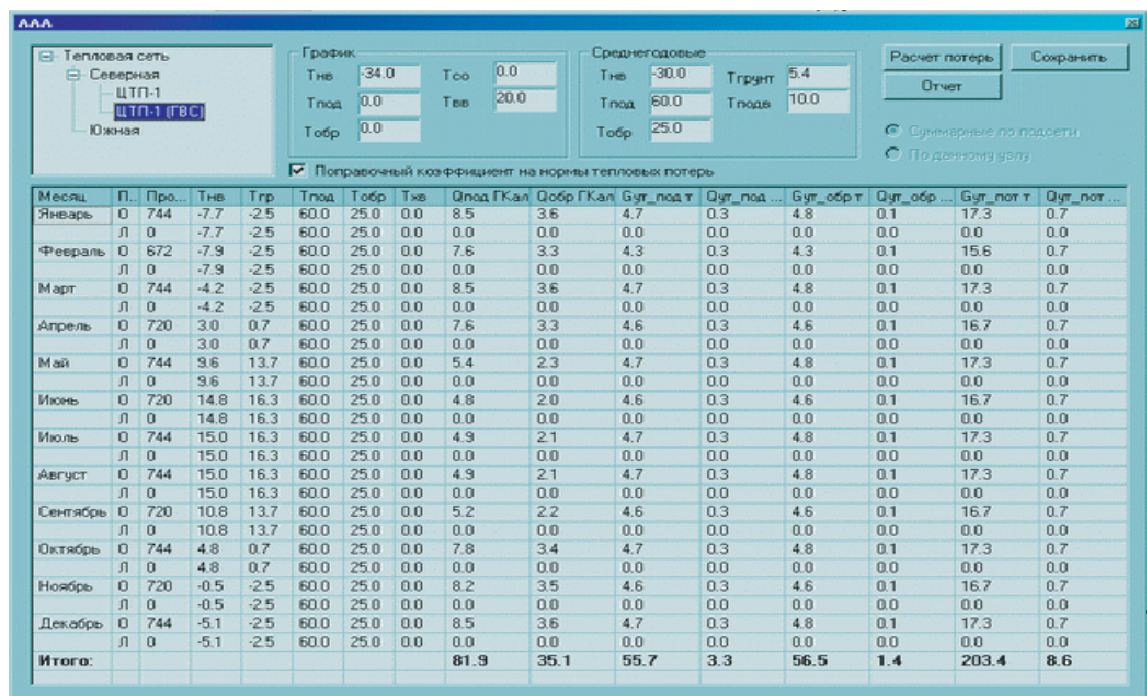 A.A.A.
Тепловая сеть
Северная
ЦТП-1
ЦТП-1 (ГВС)
Южная
График
Тнв -34.0 Тсо 0.0
Тпод 0.0 Твв 20.0
Тобр 0.0
Среднегодовые
Тнв -30.0 Тгрунт 5.4
Тпод 60.0 Тподв 10.0
Тобр 25.0
Расчет потерь Сохранить
Отчет
Суммарные по подсети
По данному узлу
Поправочный коэффициент на нормы тепловых потерь
Месяц П... Про... Тнв Тгр Тпод Тобр Тхв Qпод ГКал Qобр ГКал Gут_под т Qут_под ... Gут_обр т Qут_обр ... Gут_пот т Qут_пот ...
Январь О 744 -7.7 -2.5 60.0 25.0 0.0 8.5 3.6 4.7 0.3 4.8 0.1 17.3 0.7
Л 0 -7.7 -2.5 60.0 25.0 0.0 0.0 0.0 0.0 0.0 0.0 0.0 0.0 0.0
Февраль О 672 -7.9 -2.5 60.0 25.0 0.0 7.6 3.3 4.3 0.3 4.3 0.1 15.6 0.7
Л 0 -7.9 -2.5 60.0 25.0 0.0 0.0 0.0 0.0 0.0 0.0 0.0 0.0 0.0
Март О 744 -4.2 -2.5 60.0 25.0 0.0 8.5 3.6 4.7 0.3 4.8 0.1 17.3 0.7
Л 0 -4.2 -2.5 60.0 25.0 0.0 0.0 0.0 0.0 0.0 0.0 0.0 0.0 0.0
Апрель О 720 3.0 0.7 60.0 25.0 0.0 7.6 3.3 4.6 0.3 4.6 0.1 16.7 0.7
Л 0 3.0 0.7 60.0 25.0 0.0 0.0 0.0 0.0 0.0 0.0 0.0 0.0 0.0
Май О 744 9.6 13.7 60.0 25.0 0.0 5.4 2.3 4.7 0.3 4.8 0.1 17.3 0.7
Л 0 9.6 13.7 60.0 25.0 0.0 0.0 0.0 0.0 0.0 0.0 0.0 0.0 0.0
Июнь О 720 14.8 16.3 60.0 25.0 0.0 4.8 2.0 4.6 0.3 4.6 0.1 16.7 0.7
Л 0 14.8 16.3 60.0 25.0 0.0 0.0 0.0 0.0 0.0 0.0 0.0 0.0 0.0
Июль О 744 15.0 16.3 60.0 25.0 0.0 4.9 2.1 4.7 0.3 4.8 0.1 17.3 0.7
Л 0 15.0 16.3 60.0 25.0 0.0 0.0 0.0 0.0 0.0 0.0 0.0 0.0 0.0
Август О 744 15.0 16.3 60.0 25.0 0.0 4.9 2.1 4.7 0.3 4.8 0.1 17.3 0.7
Л 0 15.0 16.3 60.0 25.0 0.0 0.0 0.0 0.0 0.0 0.0 0.0 0.0 0.0
Сентябрь О 720 10.8 13.7 60.0 25.0 0.0 5.2 2.2 4.6 0.3 4.6 0.1 16.7 0.7
Л 0 10.8 13.7 60.0 25.0 0.0 0.0 0.0 0.0 0.0 0.0 0.0 0.0 0.0
Октябрь О 744 4.8 0.7 60.0 25.0 0.0 7.8 3.4 4.7 0.3 4.8 0.1 17.3 0.7
Л 0 4.8 0.7 60.0 25.0 0.0 0.0 0.0 0.0 0.0 0.0 0.0 0.0 0.0
Ноябрь О 720 -0.5 -2.5 60.0 25.0 0.0 8.2 3.5 4.6 0.3 4.6 0.1 16.7 0.7
Л 0 -0.5 -2.5 60.0 25.0 0.0 0.0 0.0 0.0 0.0 0.0 0.0 0.0 0.0
Декабрь О 744 -5.1 -2.5 60.0 25.0 0.0 8.5 3.6 4.7 0.3 4.8 0.1 17.3 0.7
Л 0 -5.1 -2.5 60.0 25.0 0.0 0.0 0.0 0.0 0.0 0.0 0.0 0.0 0.0
Итого: 81.9 35.1 55.7 3.3 56.5 1.4 203.4 8.6